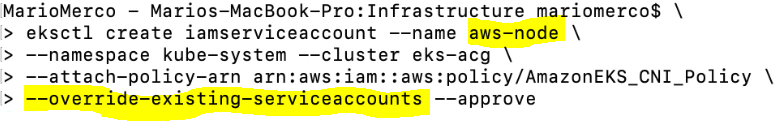 MarioMerco - Marios-MacBook-Pro:Infrastructure mariomerco$ \
> eksctl create iamserviceaccount --name aws-node \
> --namespace kube-system --cluster eks-acg \
> --attach-policy-arn arn:aws:iam::aws:policy/AmazonEKS_CNI_Policy \
> --override-existing-serviceaccounts --approve